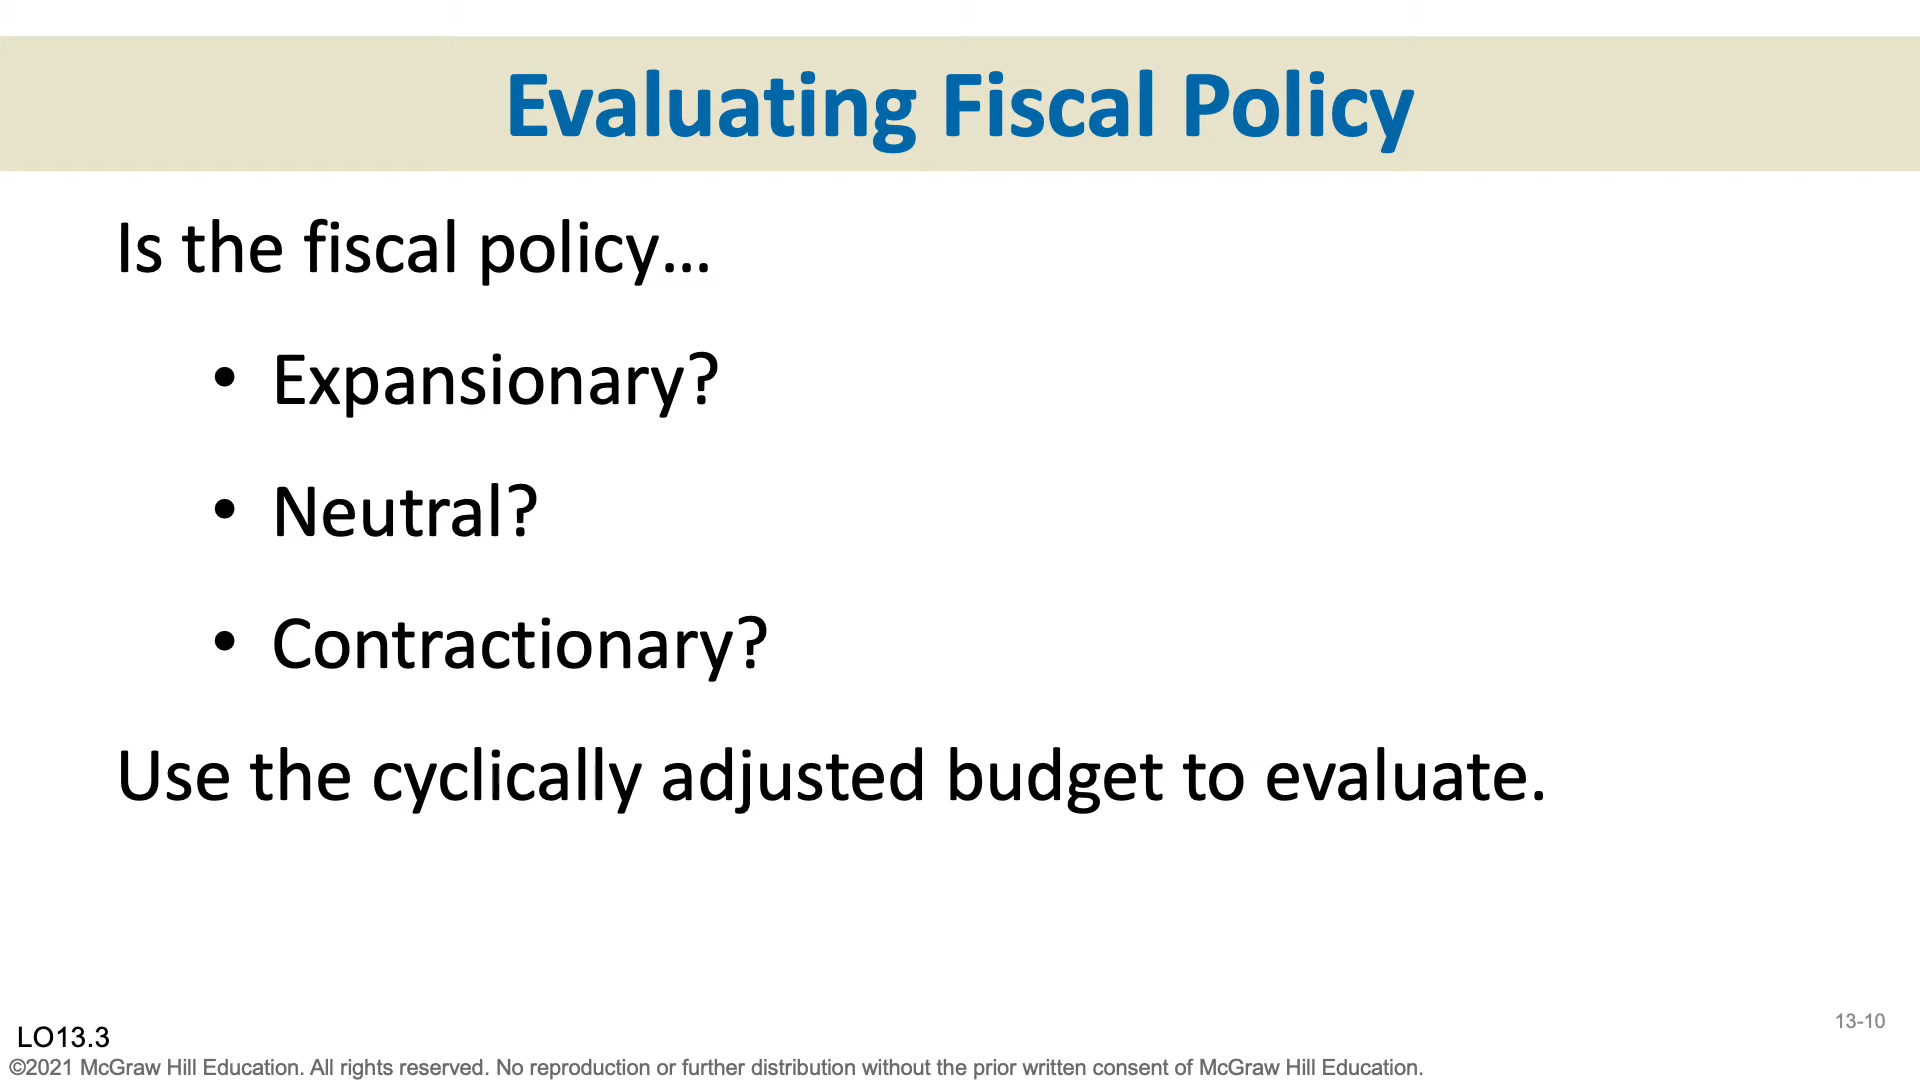 Evaluating Fiscal Policy
Is the fiscal policy...
• Expansionary?
• Neutral?
• Contractionary?
Use the cyclically adjusted budget to evaluate.
13-10
LO13.3
©2021 McGraw Hill Education. All rights reserved. No reproduction or further distribution without the prior written consent of McGraw Hill Education.